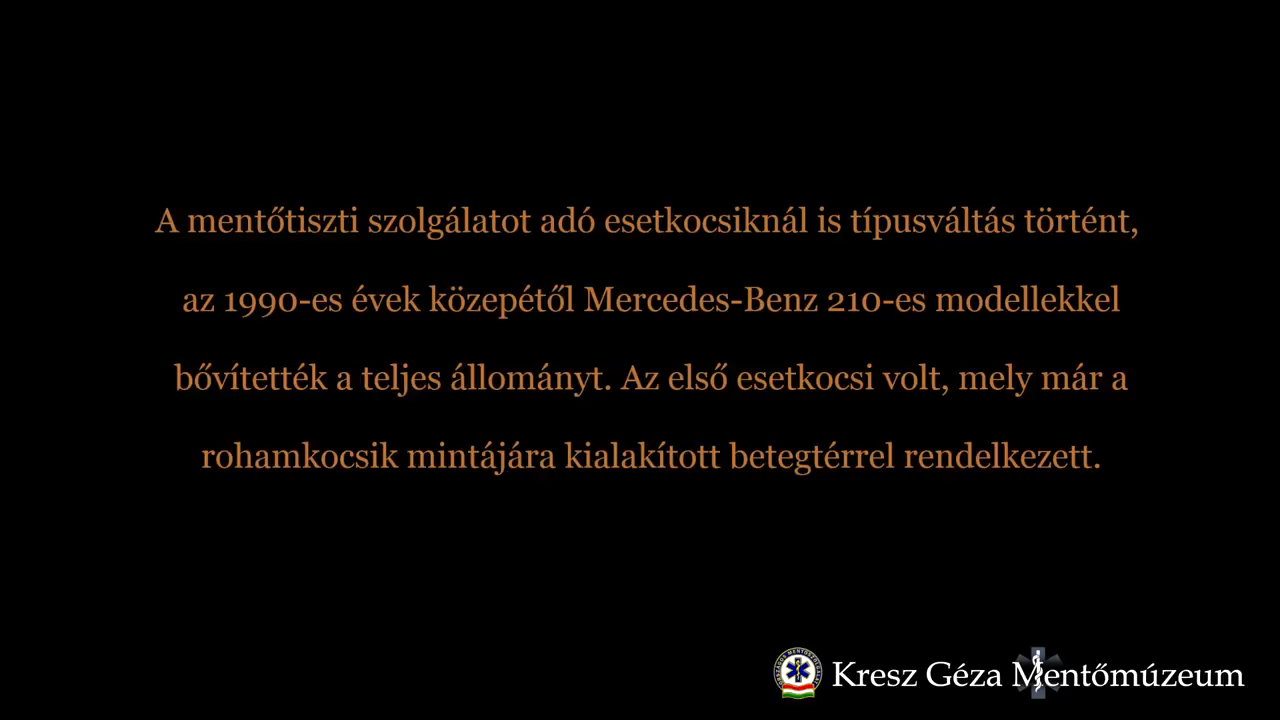 A mentőtiszti szolgálatot adó esetkocsiknál is típusváltás történt,
az 1990-es évek közepétől Mercedes-Benz 210-es modellekkel
bővítették a teljes állományt. Az első esetkocsi volt, mely már a
rohamkocsik mintájára kialakított betegtérrel rendelkezett.
Kresz Géza Mentőmúzeum